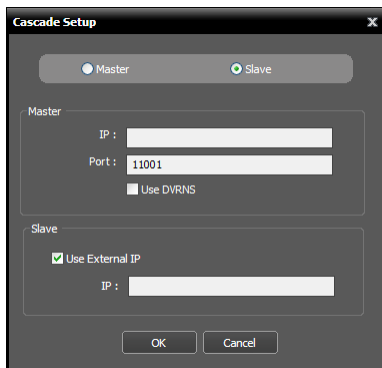 Cascade Setup X
Master Slave
Master
IP :
Port : 11001
Use DVRNS
Slave
Use External IP
IP :
OK Cancel